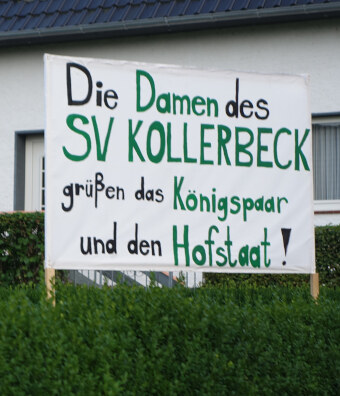 Die Damen des
SV KOLLERBECK
grüßen das Königspaar
und den Hofstaat !